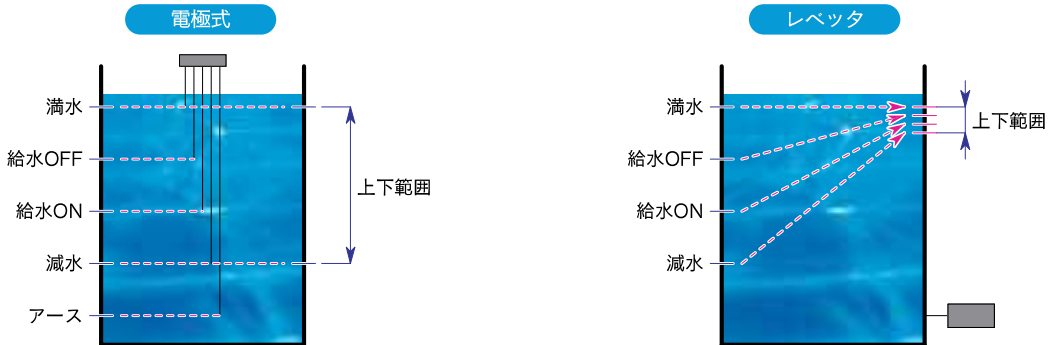 電極式
満水
給水OFF
給水ON
減水
アース
上下範囲
レベッタ
満水
給水OFF
給水ON
減水
上下範囲